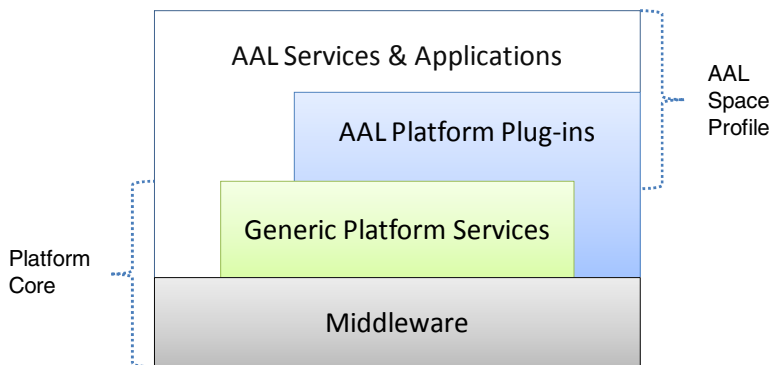 AAL Services & Applications
AAL
Space
Profile
AAL Platform Plug-ins
Generic Platform Services
Platform
Core
Middleware